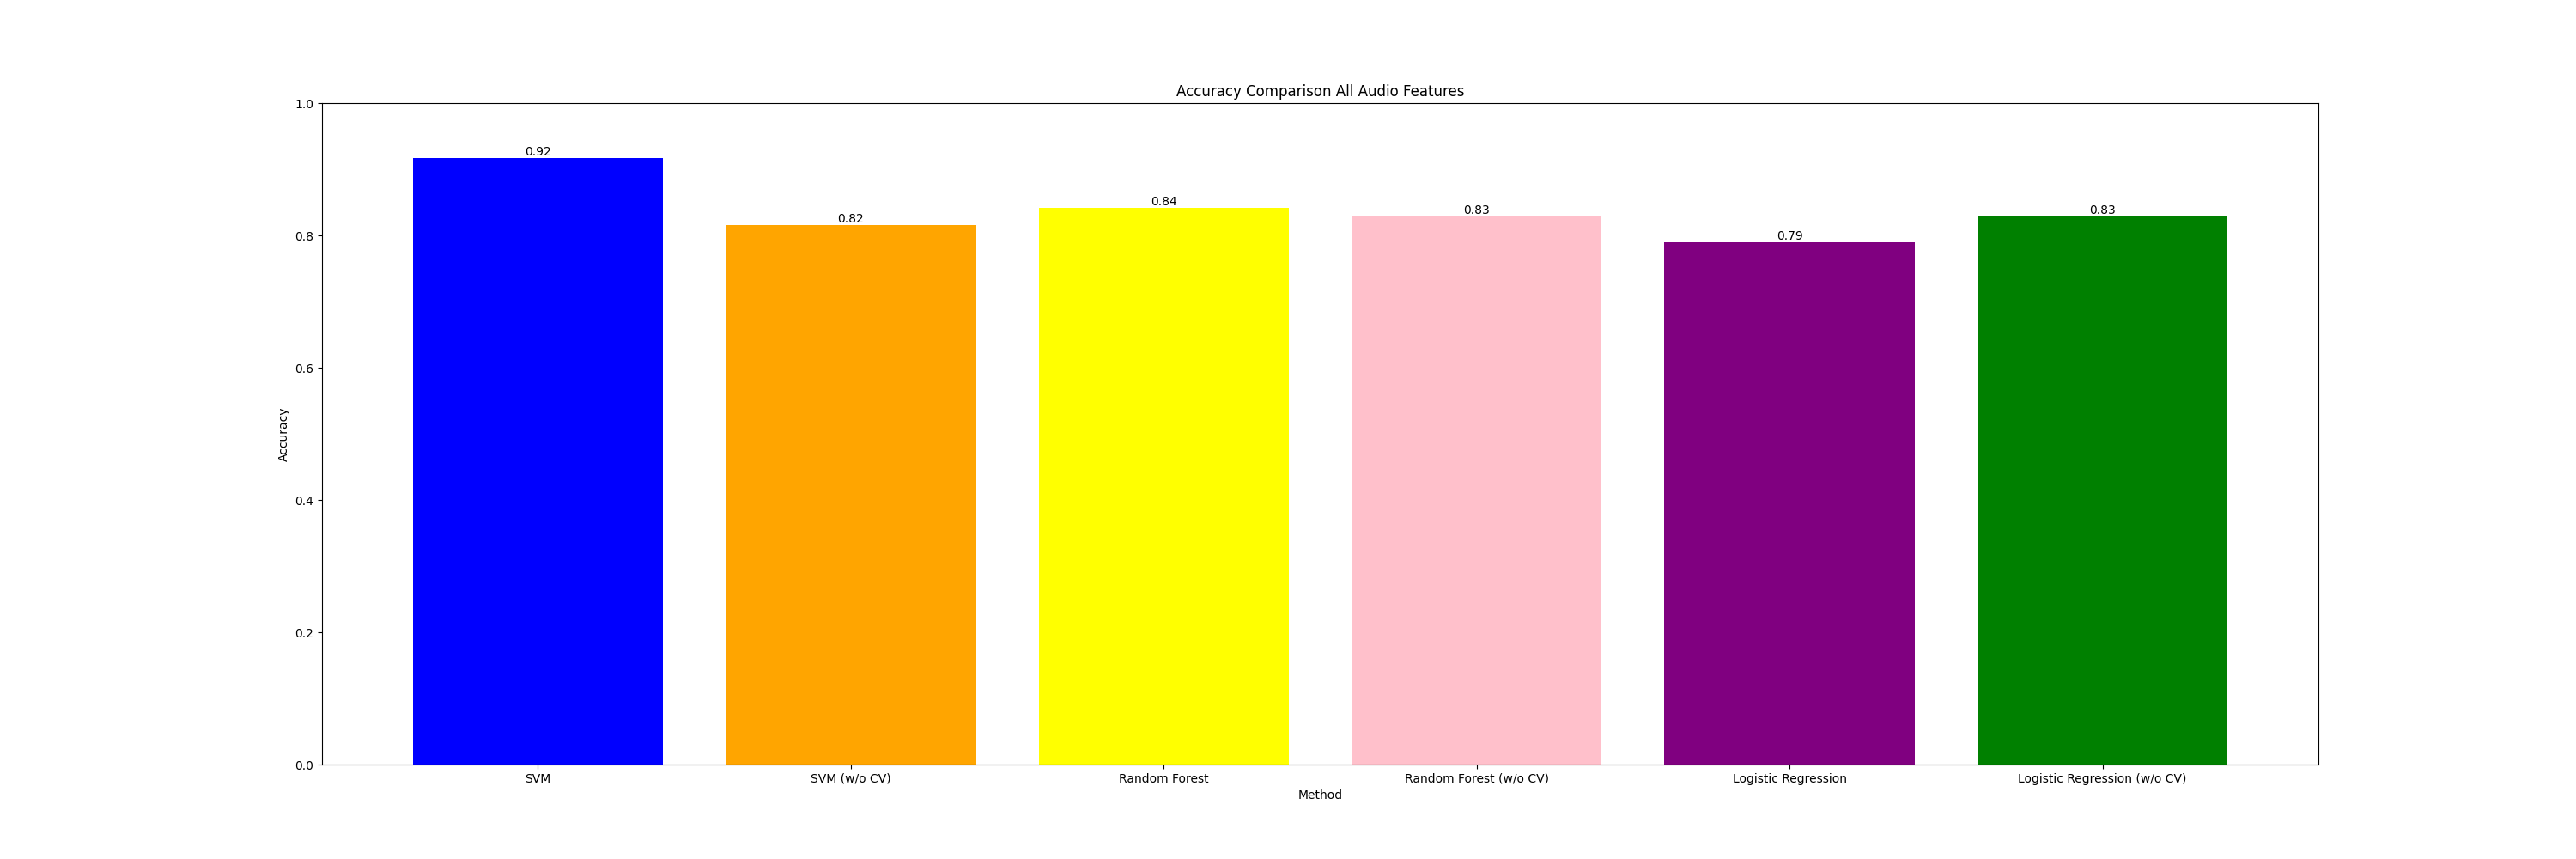 Accuracy Comparison All Audio Features
1.0
0.8
0.6
0.4
0.2
0.0
Accuracy
0.92
0.82
0.84
0.83
0.79
0.83
SVM
SVM (w/o CV)
Random Forest
Random Forest (w/o CV)
Logistic Regression
Logistic Regression (w/o CV)
Method